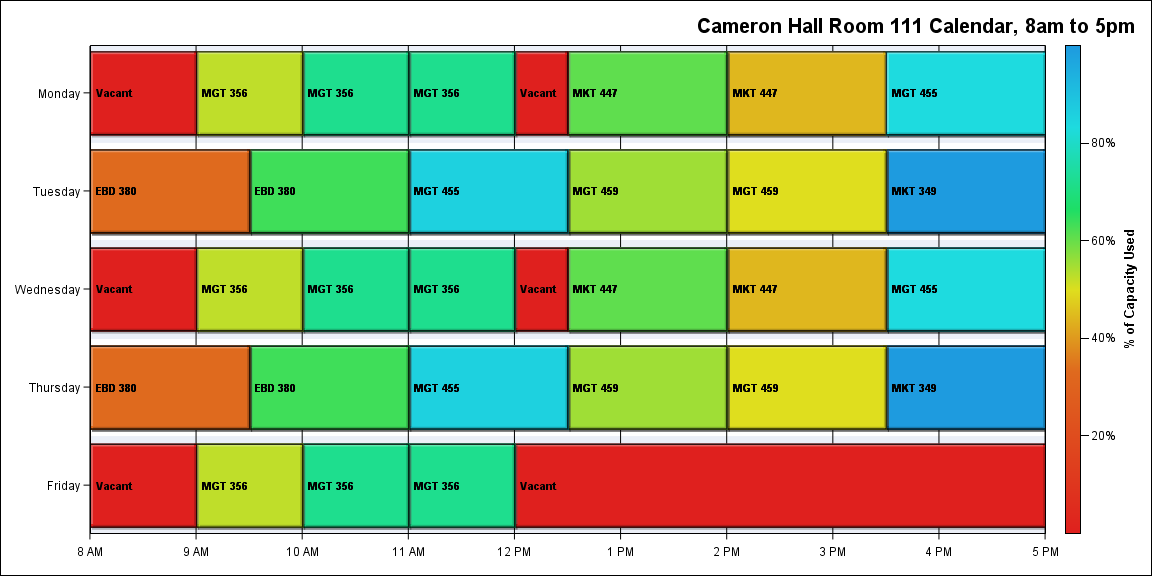 Cameron Hall Room 111 Calendar, 8am to 5pm
Monday Vacant MGT 356 MGT 356 MGT 356 Vacant MKT 447 MKT 447 MGT 455
Tuesday EBD 380 EBD 380 MGT 455 MGT 459 MGT 459 MKT 349
Wednesday Vacant MGT 356 MGT 356 MGT 356 Vacant MKT 447 MKT 447 MGT 455
Thursday EBD 380 EBD 380 MGT 455 MGT 459 MGT 459 MKT 349
Friday Vacant MGT 356 MGT 356 MGT 356 Vacant
8 AM 9 AM 10 AM 11 AM 12 PM 1 PM 2 PM 3 PM 4 PM 5 PM
80%
60%
40%
20%
% of Capacity Used